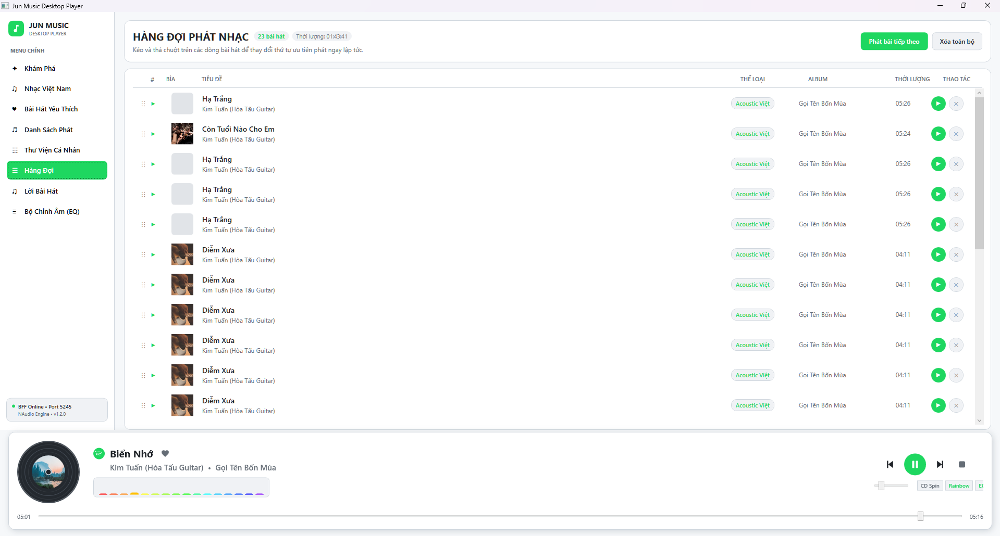 Jun Music Desktop Player
JUN MUSIC
DESKTOP PLAYER
MENU CHÍNH
Khám Phá
Nhạc Việt Nam
Bài Hát Yêu Thích
Danh Sách Phát
Thư Viện Cá Nhân
Hàng Đợi
Lời Bài Hát
Bộ Chỉnh Âm (EQ)
BFF Online • Port 5245
NAudio Engine • v1.2.0
HÀNG ĐỢI PHÁT NHẠC 23 bài hát Thời lượng: 01:43:41
Kéo và thả chuột trên các dòng bài hát để thay đổi thứ tự ưu tiên phát ngay lập tức.
Phát bài tiếp theo Xóa toàn bộ
# BÌA TIÊU ĐỀ THỂ LOẠI ALBUM THỜI LƯỢNG THAO TÁC
Hạ Trắng
Kim Tuấn (Hòa Tấu Guitar) Acoustic Việt Gọi Tên Bốn Mùa 05:26
Còn Tuổi Nào Cho Em
Kim Tuấn (Hòa Tấu Guitar) Acoustic Việt Gọi Tên Bốn Mùa 05:24
Hạ Trắng
Kim Tuấn (Hòa Tấu Guitar) Acoustic Việt Gọi Tên Bốn Mùa 05:26
Hạ Trắng
Kim Tuấn (Hòa Tấu Guitar) Acoustic Việt Gọi Tên Bốn Mùa 05:26
Hạ Trắng
Kim Tuấn (Hòa Tấu Guitar) Acoustic Việt Gọi Tên Bốn Mùa 05:26
Diễm Xưa
Kim Tuấn (Hòa Tấu Guitar) Acoustic Việt Gọi Tên Bốn Mùa 04:11
Diễm Xưa
Kim Tuấn (Hòa Tấu Guitar) Acoustic Việt Gọi Tên Bốn Mùa 04:11
Diễm Xưa
Kim Tuấn (Hòa Tấu Guitar) Acoustic Việt Gọi Tên Bốn Mùa 04:11
Diễm Xưa
Kim Tuấn (Hòa Tấu Guitar) Acoustic Việt Gọi Tên Bốn Mùa 04:11
Diễm Xưa
Kim Tuấn (Hòa Tấu Guitar) Acoustic Việt Gọi Tên Bốn Mùa 04:11
Diễm Xưa
Kim Tuấn (Hòa Tấu Guitar) Acoustic Việt Gọi Tên Bốn Mùa 04:11
Biển Nhớ
Kim Tuấn (Hòa Tấu Guitar) • Gọi Tên Bốn Mùa
CD Spin Rainbow
05:01 05:16